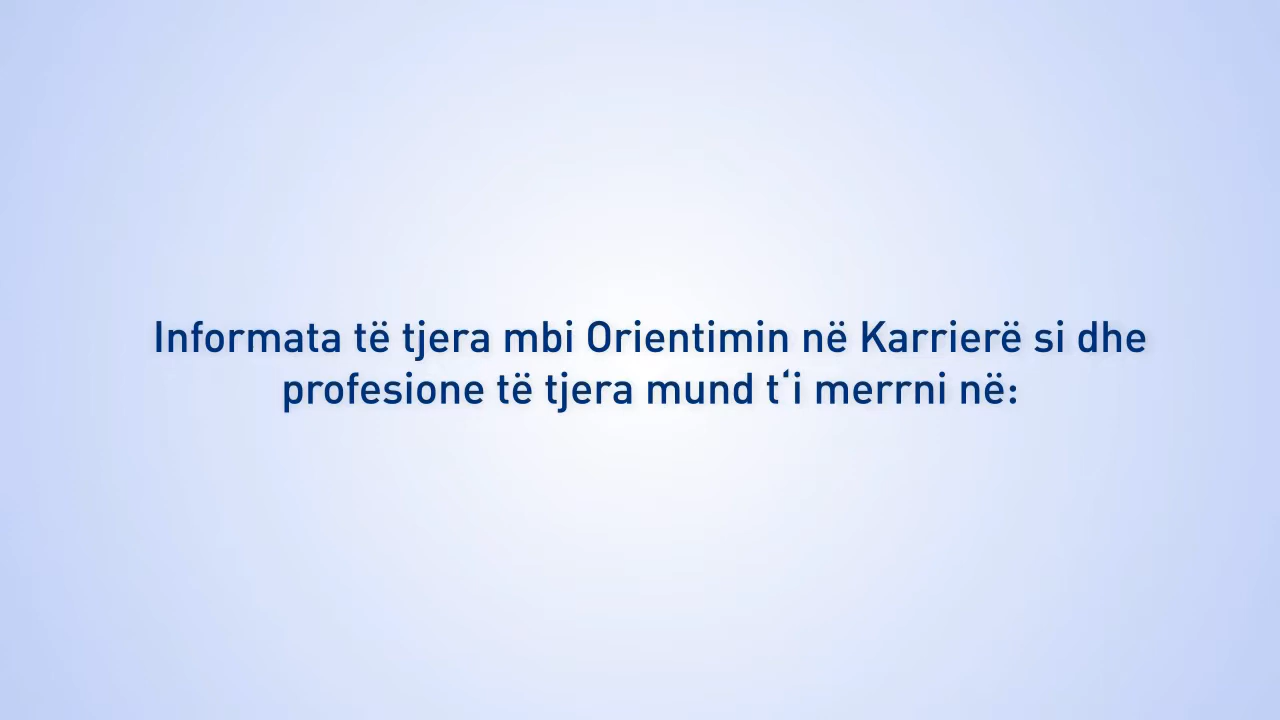 Informata të tjera mbi Orientimin në Karrierë si dhe
profesione të tjera mund t‘i merrni në: